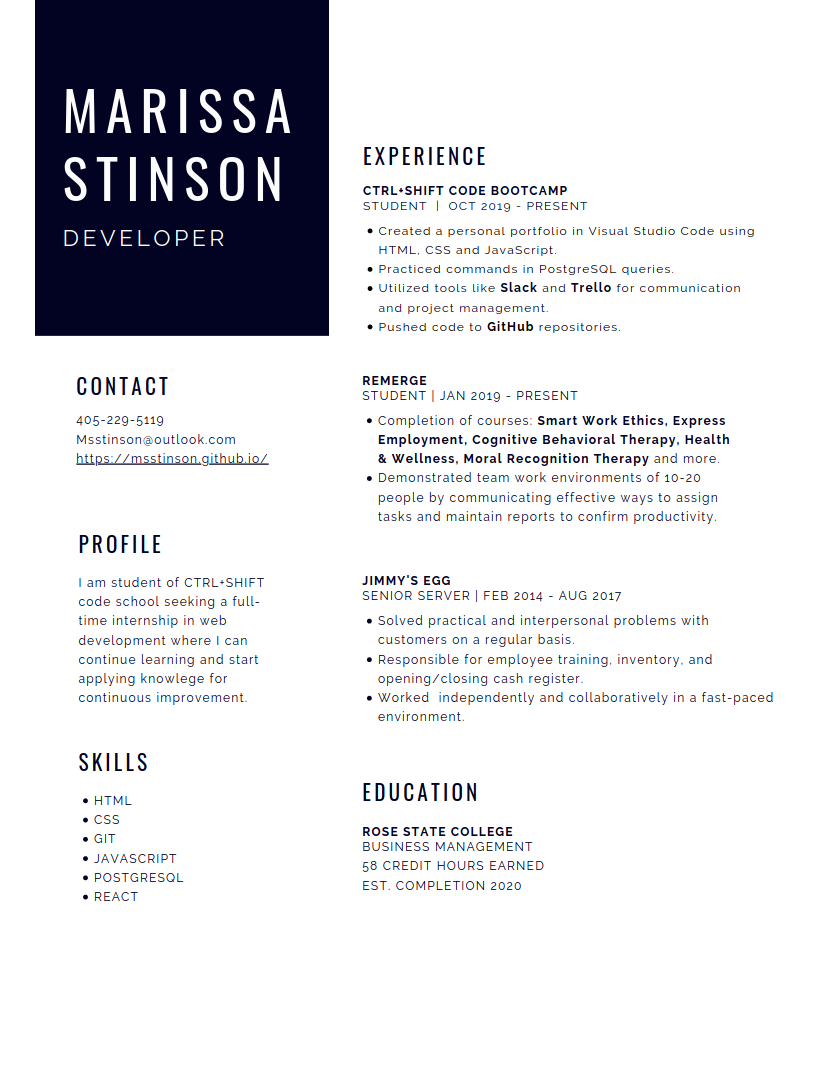 MARISSA
STINSON
DEVELOPER
CONTACT
405-229-5119
Msstinson@outlook.com
https://msstinson.github.io/
PROFILE
I am student of CTRL+SHIFT
code school seeking a full-
time internship in web
development where I can
continue learning and start
applying knowlege for
continuous improvement.
SKILLS
• HTML
• CSS
• GIT
• JAVASCRIPT
• POSTGRESQL
• REACT
EXPERIENCE
CTRL+SHIFT CODE BOOTCAMP
STUDENT | OCT 2019 - PRESENT
• Created a personal portfolio in Visual Studio Code using
HTML, CSS and JavaScript.
• Practiced commands in PostgreSQL queries.
• Utilized tools like Slack and Trello for communication
and project management.
• Pushed code to GitHub repositories.
REMERGE
STUDENT | JAN 2019 - PRESENT
• Completion of courses: Smart Work Ethics, Express
Employment, Cognitive Behavioral Therapy, Health
& Wellness, Moral Recognition Therapy and more.
• Demonstrated team work environments of 10-20
people by communicating effective ways to assign
tasks and maintain reports to confirm productivity.
JIMMY'S EGG
SENIOR SERVER | FEB 2014 - AUG 2017
• Solved practical and interpersonal problems with
customers on a regular basis.
• Responsible for employee training, inventory, and
opening/closing cash register.
• Worked  independently and collaboratively in a fast-paced
environment.
EDUCATION
ROSE STATE COLLEGE
BUSINESS MANAGEMENT
58 CREDIT HOURS EARNED
EST. COMPLETION 2020